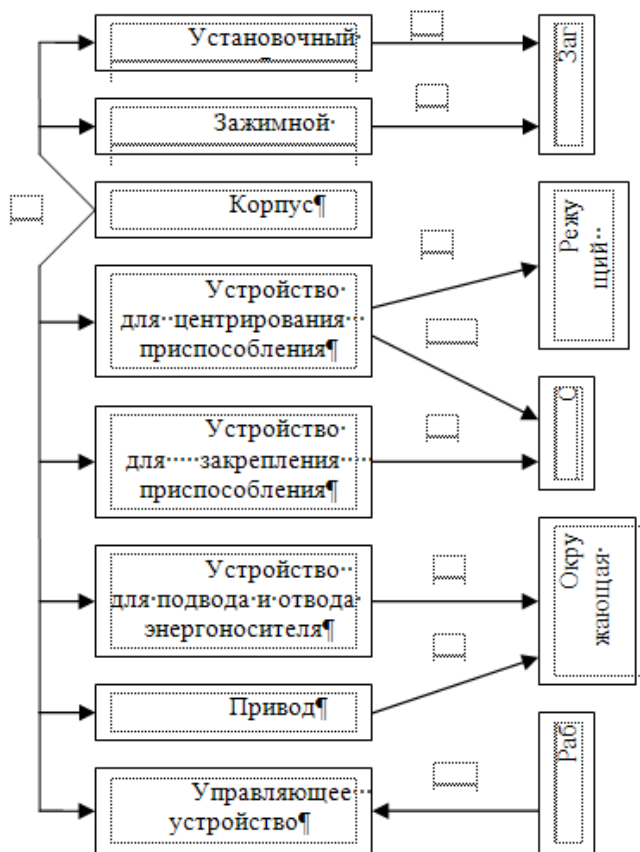 Установочный
Зажимной
Корпус¶
Устройство
для центрирования
приспособления¶
Устройство
для закрепления
приспособления¶
Устройство
для подвода и отвода
энергоносителя¶
Привод¶
Управляющее
устройство¶
Заг
Режу
щий
С
Окру
жающая
Раб